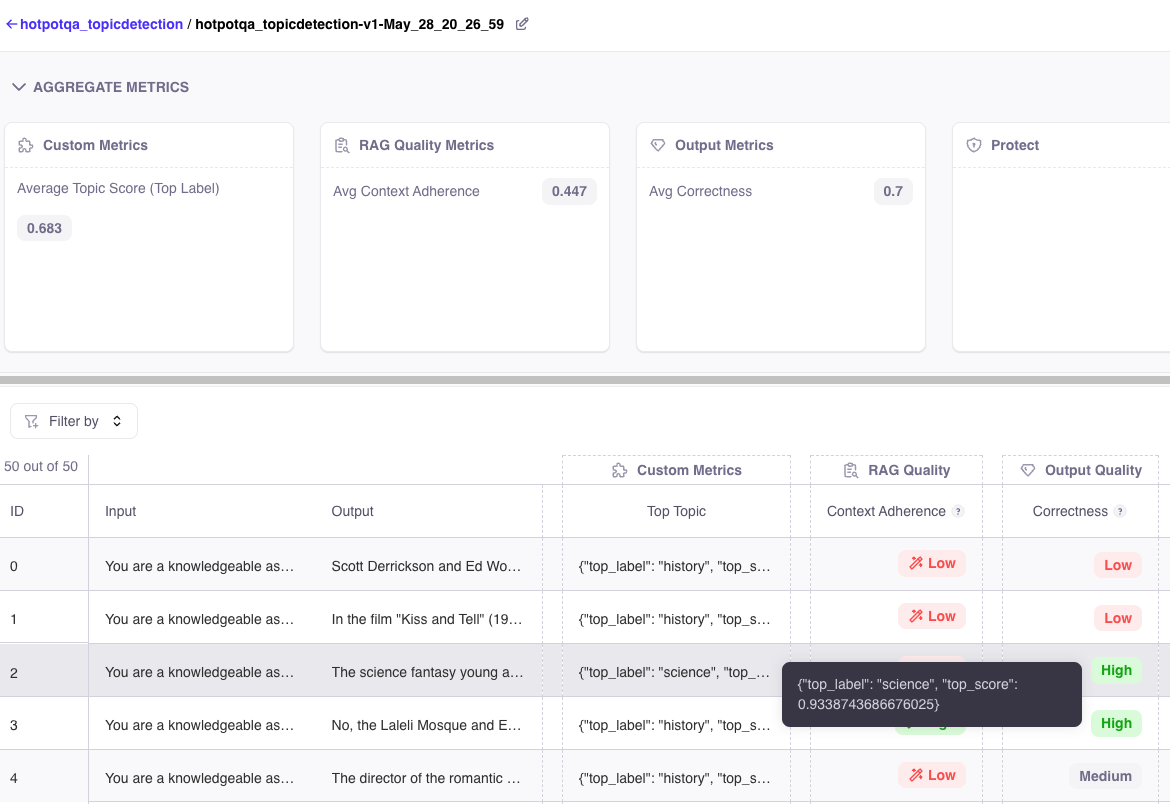 hotpotqa_topicdetection / hotpotqa_topicdetection-v1-May_28_20_26_59
AGGREGATE METRICS
Custom Metrics
Average Topic Score (Top Label)
0.683
RAG Quality Metrics
Avg Context Adherence 0.447
Output Metrics
Avg Correctness 0.7
Protect
Filter by
50 out of 50 Custom Metrics RAG Quality Output Quality
ID Input Output Top Topic Context Adherence ? Correctness ?
0 You are a knowledgeable as… Scott Derrickson and Ed Wo… {"top_label": "history", "top_s… Low Low
1 You are a knowledgeable as… In the film "Kiss and Tell" (19… {"top_label": "history", "top_s… Low Low
2 You are a knowledgeable as… The science fantasy young a… {"top_label": "science", "top_… High
{"top_label": "science", "top_score":
0.9338743686676025}
3 You are a knowledgeable as… No, the Laleli Mosque and E… {"top_label": "history", "top_s… High
4 You are a knowledgeable as… The director of the romantic … {"top_label": "history", "top_s… Low Medium